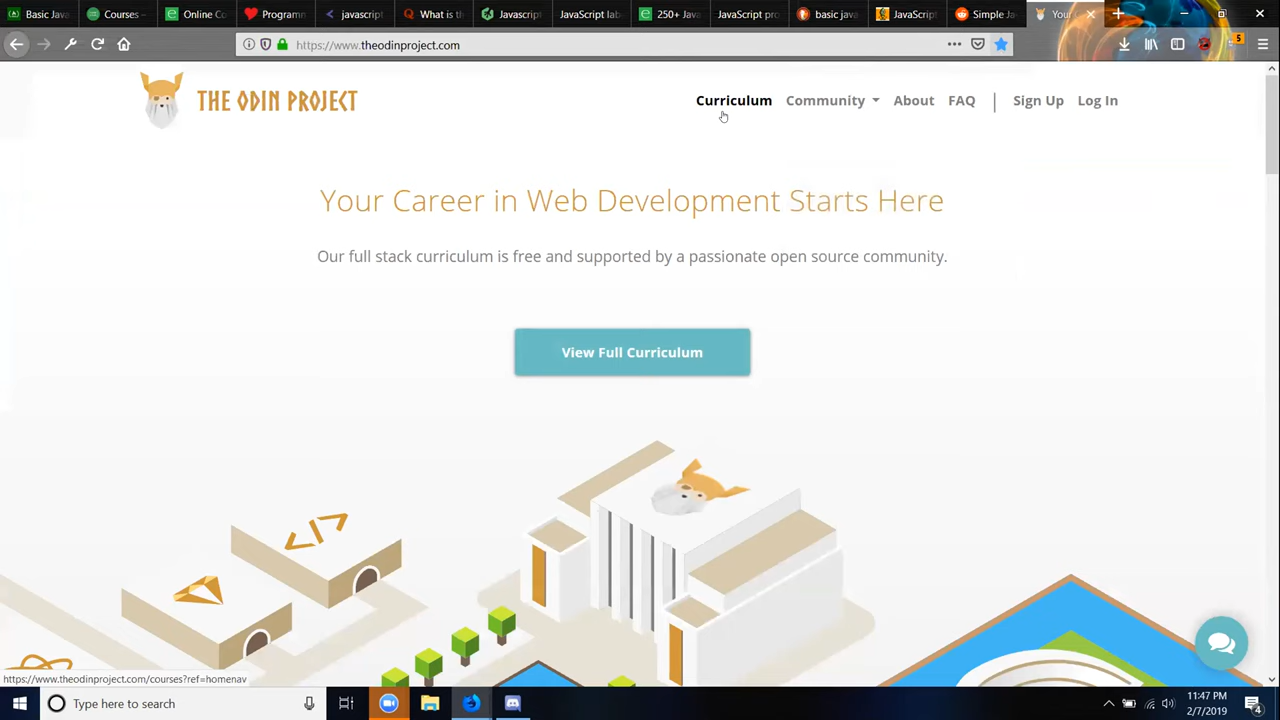 Basic Java
Courses –
Online Co
Programm
javascript
What is th
Javascript
JavaScript lab
250+ Java
JavaScript pro
basic java
JavaScript
Simple Ja
You
https://www.theodinproject.com
5
THE ODIN PROJECT
Curriculum
Community
About
FAQ
Sign Up
Log In
Your Career in Web Development Starts Here
Our full stack curriculum is free and supported by a passionate open source community.
View Full Curriculum
</>
https://www.theodinproject.com/courses?ref=homenav
Type here to search
11:47 PM
2/7/2019
4